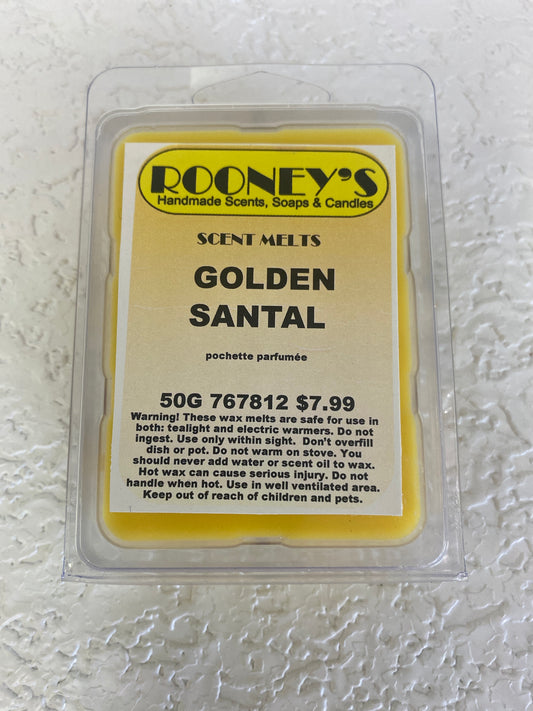 ROONEY'S
Handmade Scents, Soaps & Candles
SCENT MELTS
GOLDEN
SANTAL
pochette parfumée
50G 767812 $7.99
Warning! These wax melts are safe for use in
both: tealight and electric warmers. Do not
ingest. Use only within sight. Don't overfill
dish or pot. Do not warm on stove. You
should never add water or scent oil to wax.
Hot wax can cause serious injury. Do not
handle when hot. Use in well ventilated area.
Keep out of reach of children and pets.